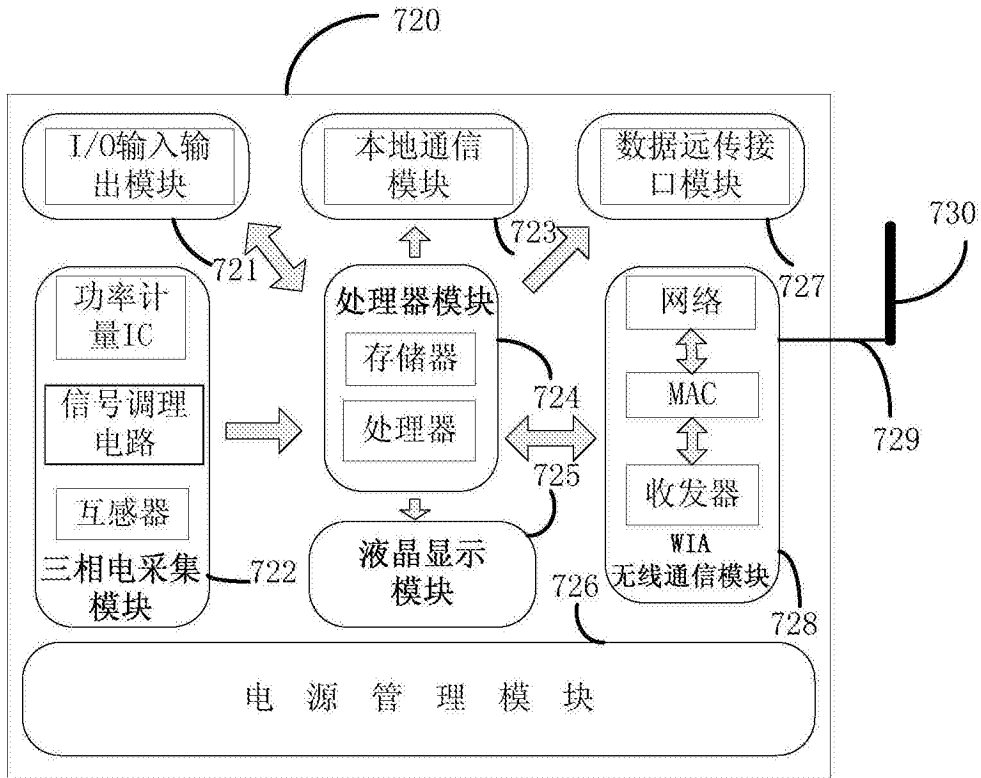 720
I/O输入输
出模块
本地通信
模块
数据远传接
口模块
721
723
727
730
功率计
量IC
信号调理
电路
互感器
三相电采集
模块
722
处理器模块
存储器
处理器
724
725
液晶显示
模块
网络
MAC
收发器
WIA
无线通信模块
729
728
726
电源管理模块